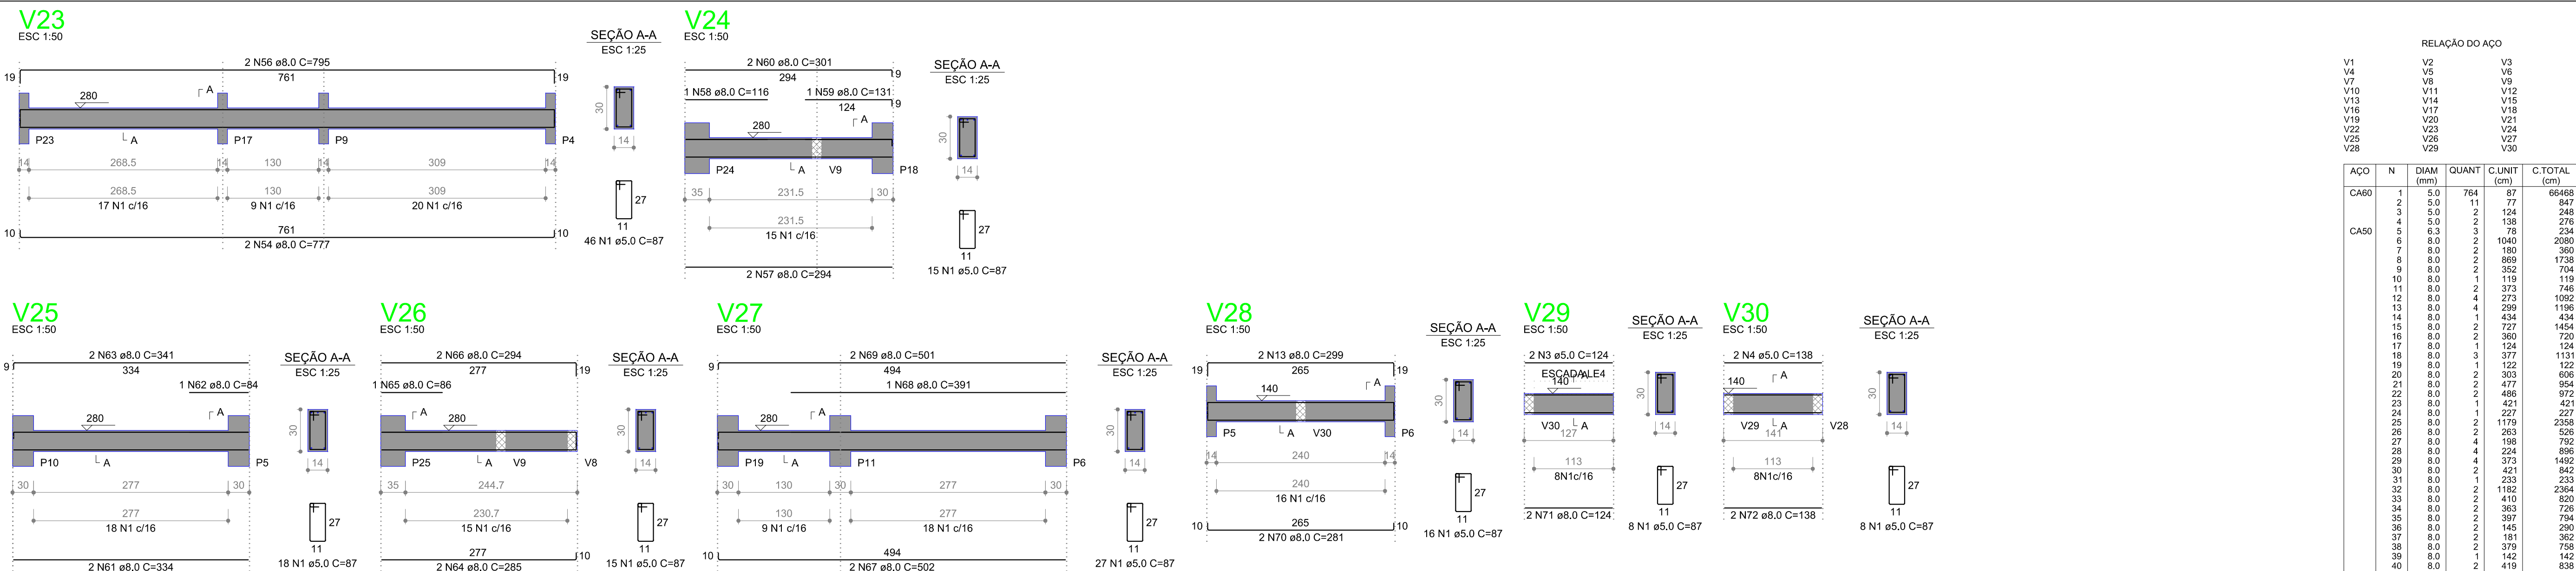 V23
ESC 1:50
SEÇÃO A-A
ESC 1:25
2 N56 ø8.0 C=795
19
761
19
280
A
P23
A
P17
P9
P4
14
268.5
14
130
14
309
14
268.5
17 N1 c/16
130
9 N1 c/16
309
20 N1 c/16
10
761
10
2 N54 ø8.0 C=777
30
14
27
11
46 N1 ø5.0 C=87
V24
ESC 1:50
SEÇÃO A-A
ESC 1:25
2 N60 ø8.0 C=301
294
9
1 N58 ø8.0 C=116
1 N59 ø8.0 C=131
124
9
280
A
P24
A
V9
P18
35
231.5
30
231.5
15 N1 c/16
2 N57 ø8.0 C=294
30
14
27
11
15 N1 ø5.0 C=87
V25
ESC 1:50
SEÇÃO A-A
ESC 1:25
2 N63 ø8.0 C=341
9
334
1 N62 ø8.0 C=84
280
A
P10
A
P5
30
277
30
277
18 N1 c/16
2 N61 ø8.0 C=334
30
14
27
11
18 N1 ø5.0 C=87
V26
ESC 1:50
SEÇÃO A-A
ESC 1:25
2 N66 ø8.0 C=294
277
19
1 N65 ø8.0 C=86
A
280
P25
A
V9
V8
35
244.7
230.7
15 N1 c/16
277
10
2 N64 ø8.0 C=285
30
14
27
11
15 N1 ø5.0 C=87
V27
ESC 1:50
SEÇÃO A-A
ESC 1:25
2 N69 ø8.0 C=501
9
494
1 N68 ø8.0 C=391
280
A
P19
A
P11
P6
30
130
30
277
30
130
9 N1 c/16
277
18 N1 c/16
10
494
2 N67 ø8.0 C=502
30
14
27
11
27 N1 ø5.0 C=87
V28
ESC 1:50
SEÇÃO A-A
ESC 1:25
2 N13 ø8.0 C=299
19
265
19
140
A
P5
A
V30
P6
14
240
14
240
16 N1 c/16
10
265
10
2 N70 ø8.0 C=281
30
14
27
11
16 N1 ø5.0 C=87
V29
ESC 1:50
SEÇÃO A-A
ESC 1:25
2 N3 ø5.0 C=124
ESCADALE4
140
A
V30
A
127
113
8N1c/16
2 N71 ø8.0 C=124
30
14
27
11
8 N1 ø5.0 C=87
V30
ESC 1:50
SEÇÃO A-A
ESC 1:25
2 N4 ø5.0 C=138
140
A
V29
A
V28
141
113
8N1c/16
2 N72 ø8.0 C=138
30
14
27
11
8 N1 ø5.0 C=87
RELAÇÃO DO AÇO
V1 V2 V3
V4 V5 V6
V7 V8 V9
V10 V11 V12
V13 V14 V15
V16 V17 V18
V19 V20 V21
V22 V23 V24
V25 V26 V27
V28 V29 V30
AÇO N DIAM QUANT C.UNIT C.TOTAL
(mm) (cm) (cm)
CA60 1 5.0 764 87 66468
2 5.0 11 77 847
3 5.0 2 124 248
4 5.0 2 138 276
CA50 5 6.3 3 78 234
6 8.0 2 1040 2080
7 8.0 2 180 360
8 8.0 2 869 1738
9 8.0 2 352 704
10 8.0 1 119 119
11 8.0 2 373 746
12 8.0 4 273 1092
13 8.0 4 299 1196
14 8.0 1 434 434
15 8.0 2 727 1454
16 8.0 2 360 720
17 8.0 1 124 124
18 8.0 3 377 1131
19 8.0 1 122 122
20 8.0 2 303 606
21 8.0 2 477 954
22 8.0 2 486 972
23 8.0 1 421 421
24 8.0 1 227 227
25 8.0 2 1179 2358
26 8.0 2 263 526
27 8.0 4 198 792
28 8.0 4 224 896
29 8.0 4 373 1492
30 8.0 2 421 842
31 8.0 1 233 233
32 8.0 2 1182 2364
33 8.0 2 410 820
34 8.0 2 363 726
35 8.0 2 397 794
36 8.0 2 145 290
37 8.0 2 181 362
38 8.0 2 379 758
39 8.0 1 142 142
40 8.0 2 419 838